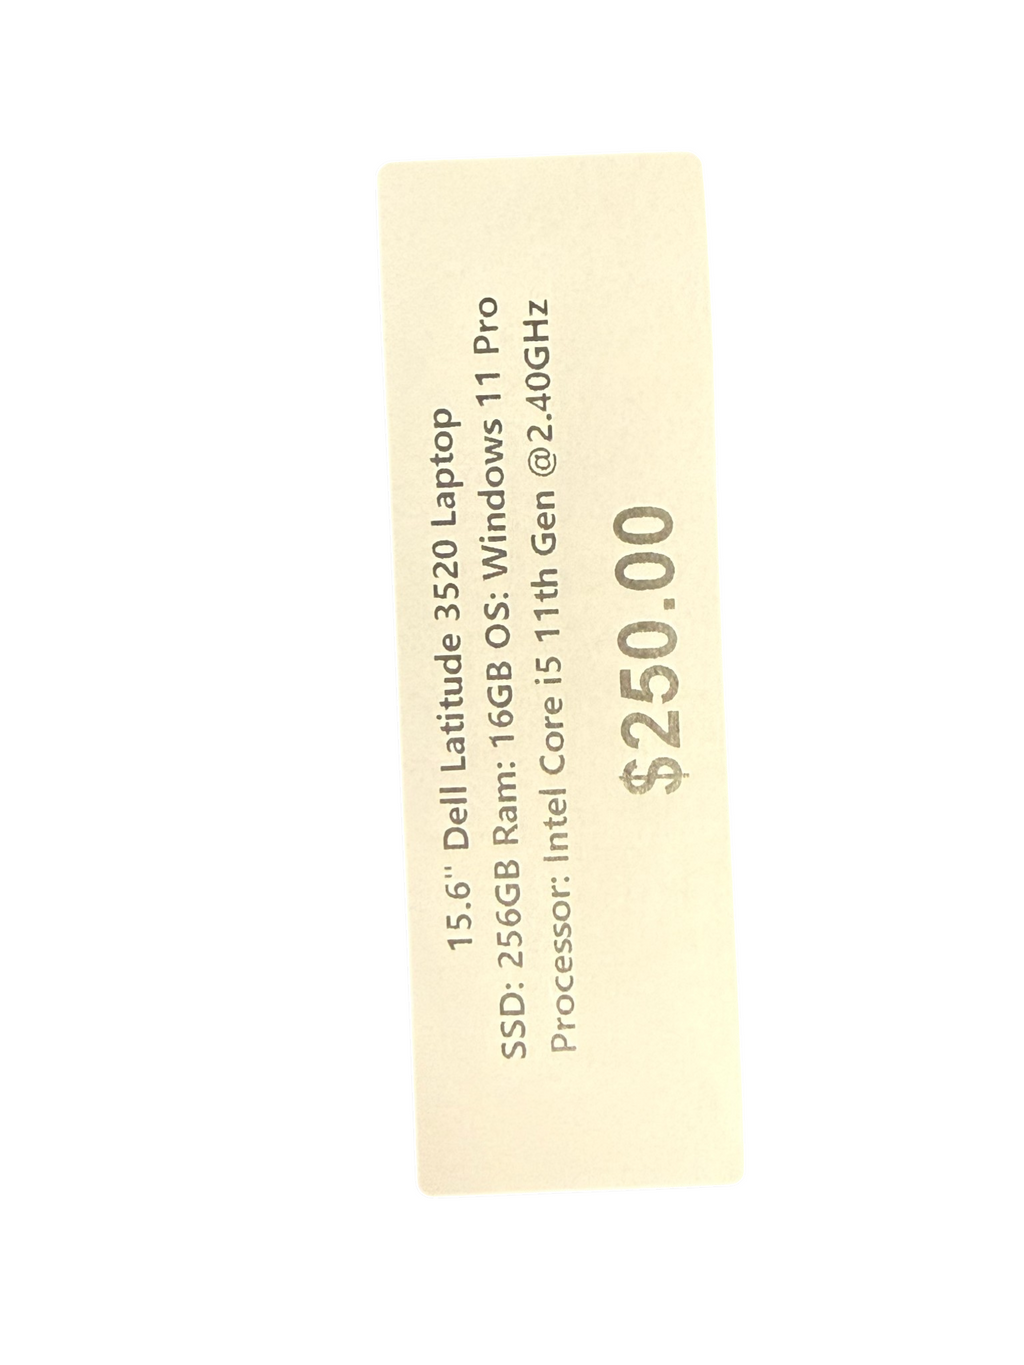 15.6" Dell Latitude 3520 Laptop
SSD: 256GB Ram: 16GB OS: Windows 11 Pro
Processor: Intel Core i5 11th Gen @2.40GHz
$250.00